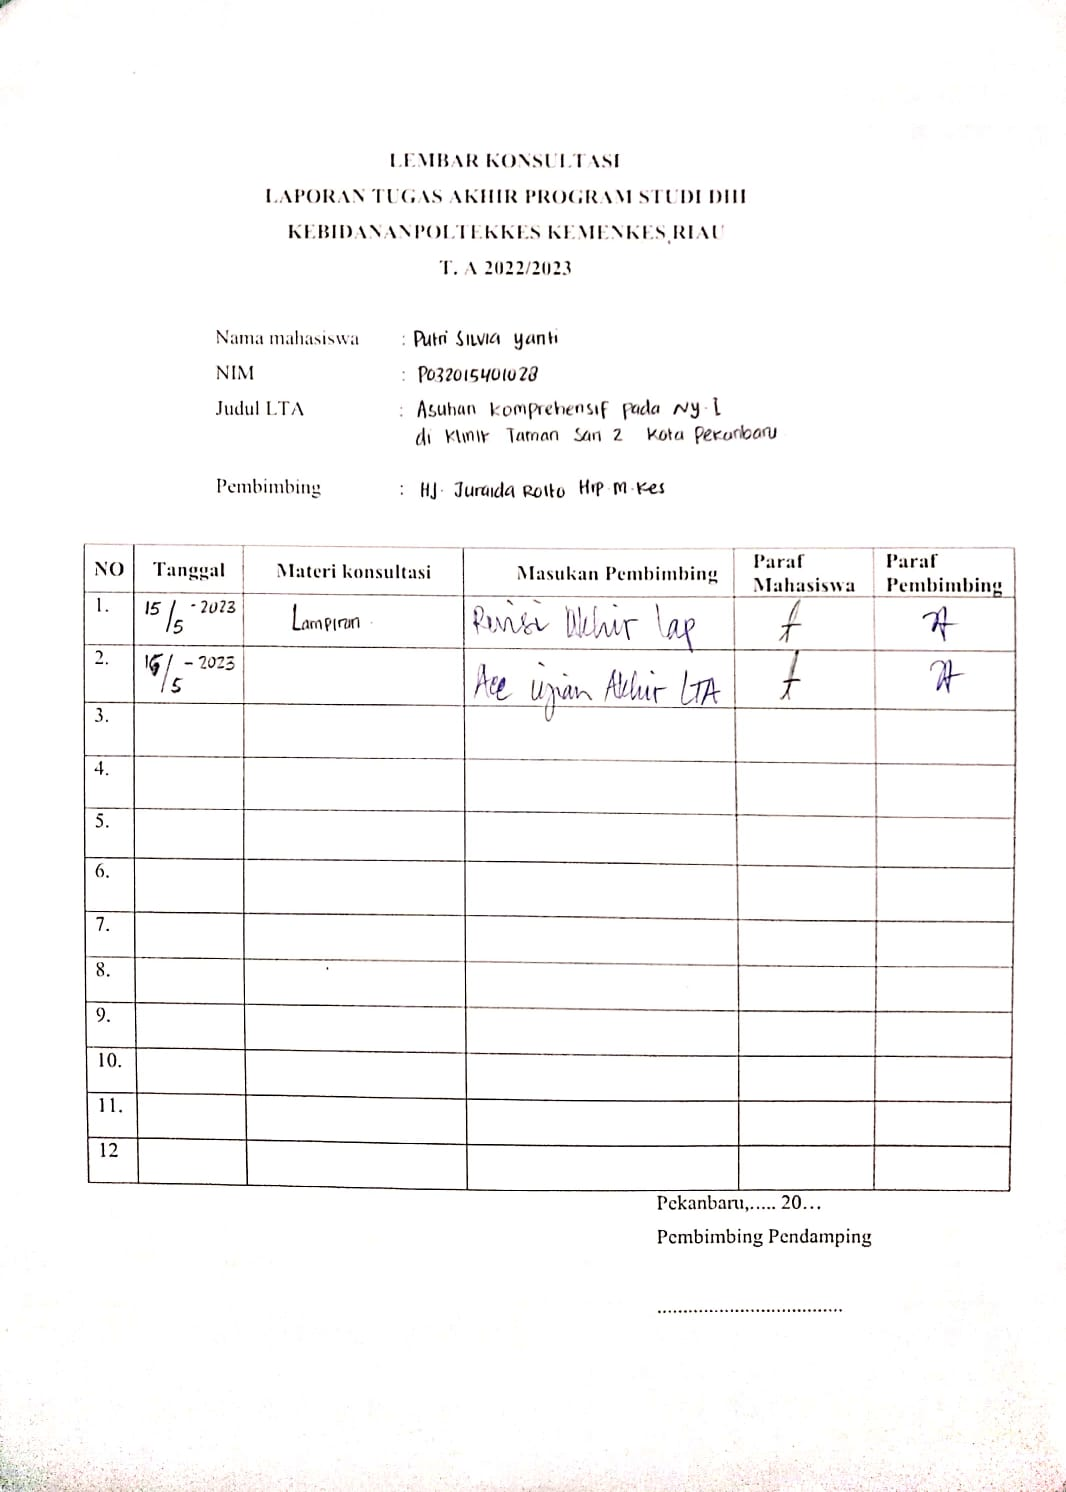 LEMBAR KONSULTASI
LAPORAN TUGAS AKHIR PROGRAM STUDI DIII
KEBIDANANPOLTEKKES KEMENKES RIAU
T. A 2022/2023
Nama mahasiswa : Putri Silvia yanti
NIM : P032015401028
Judul LTA : Asuhan Komprehensif pada Ny. I
di Klinik Taman Sari 2 Kota Pekanbaru
Pembimbing : HJ. Juraida Roito Hrp. M.Kes
NO Tanggal Materi konsultasi Masukan Pembimbing Paraf Mahasiswa Paraf Pembimbing
1. 15/5 - 2023 Lampiran Revisi Akhir lap
2. 16/5 - 2023 Acc Ujian Akhir LTA
3.
4.
5.
6.
7.
8.
9.
10.
11.
12
Pekanbaru,..... 20...
Pembimbing Pendamping
.....................................